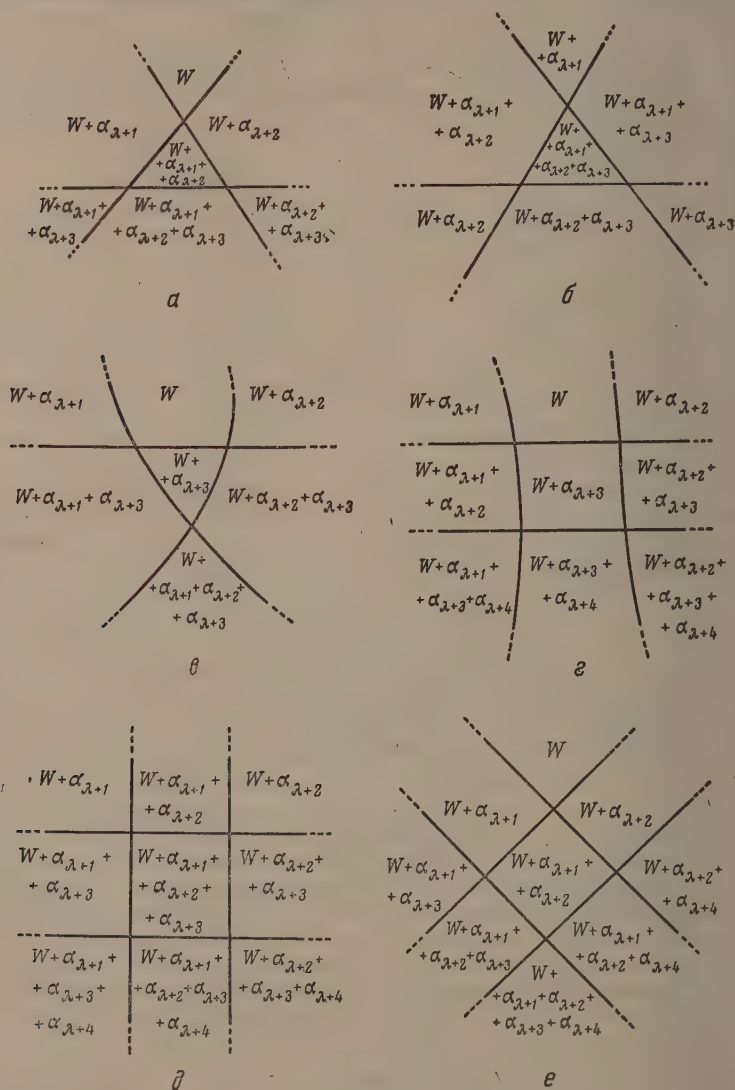 W
W+α_{λ+1}
W+α_{λ+2}
W+
+α_{λ+1}+
+α_{λ+2}
W+α_{λ+1}+
+α_{λ+3}
W+α_{λ+1}+
+α_{λ+2}+α_{λ+3}
W+α_{λ+2}+
+α_{λ+3}
а
W+
+α_{λ+1}
W+α_{λ+1}+
+α_{λ+2}
W+α_{λ+1}+
+α_{λ+3}
W+
+α_{λ+1}+
+α_{λ+2}+α_{λ+3}
W+α_{λ+2}
W+α_{λ+2}+α_{λ+3}
W+α_{λ+3}
б
W+α_{λ+1}
W
W+α_{λ+2}
W+
+α_{λ+3}
W+α_{λ+1}+α_{λ+3}
W+α_{λ+2}+α_{λ+3}
W+
+α_{λ+1}+α_{λ+2}+
+α_{λ+3}
в
W+α_{λ+1}
W
W+α_{λ+2}
W+α_{λ+1}+
+α_{λ+2}
W+α_{λ+3}
W+α_{λ+2}+
+α_{λ+3}
W+α_{λ+1}+
+α_{λ+3}+α_{λ+4}
W+α_{λ+3}+
+α_{λ+4}
W+α_{λ+2}+
+α_{λ+3}+
+α_{λ+4}
г
W+α_{λ+1}
W+α_{λ+1}+
+α_{λ+2}
W+α_{λ+2}
W+α_{λ+1}+
+α_{λ+3}
W+α_{λ+1}+
+α_{λ+2}+
+α_{λ+3}
W+α_{λ+2}+
+α_{λ+3}
W+α_{λ+1}+
+α_{λ+3}+
+α_{λ+4}
W+α_{λ+1}+
+α_{λ+2}+α_{λ+3}
+α_{λ+4}
W+α_{λ+2}+
+α_{λ+3}+α_{λ+4}
д
W
W+α_{λ+1}
W+α_{λ+2}
W+α_{λ+1}+
+α_{λ+3}
W+α_{λ+1}+
+α_{λ+2}
W+α_{λ+2}+
+α_{λ+4}
W+α_{λ+1}+
+α_{λ+2}+α_{λ+3}
W+α_{λ+1}+
+α_{λ+2}+α_{λ+4}
W+
+α_{λ+1}+α_{λ+2}+
+α_{λ+3}+α_{λ+4}
е